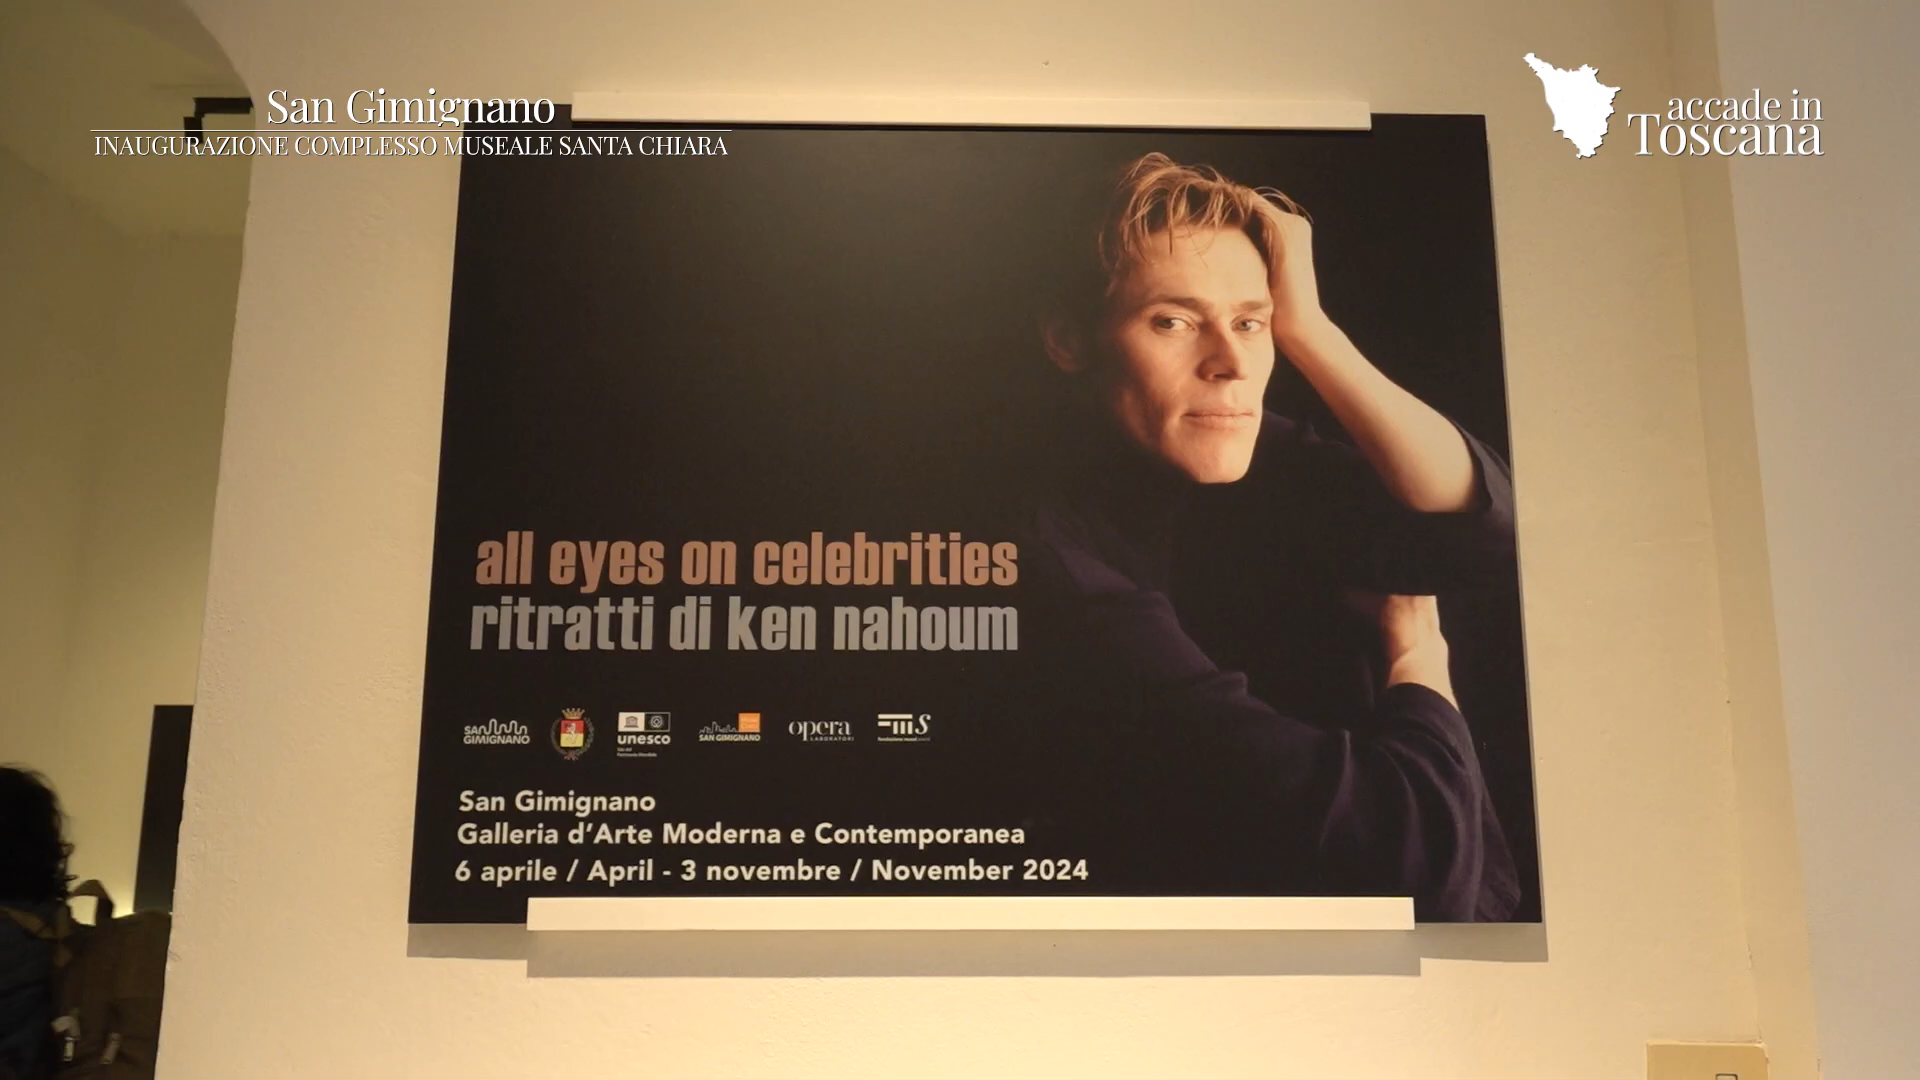 San Gimignano
INAUGURAZIONE COMPLESSO MUSEALE SANTA CHIARA
accade in
Toscana
all eyes on celebrities
ritratti di ken nahoum
SAN
GIMIGNANO
unesco
SAN GIMIGNANO
opera
LABORATORI
San Gimignano
Galleria d'Arte Moderna e Contemporanea
6 aprile / April - 3 novembre / November 2024